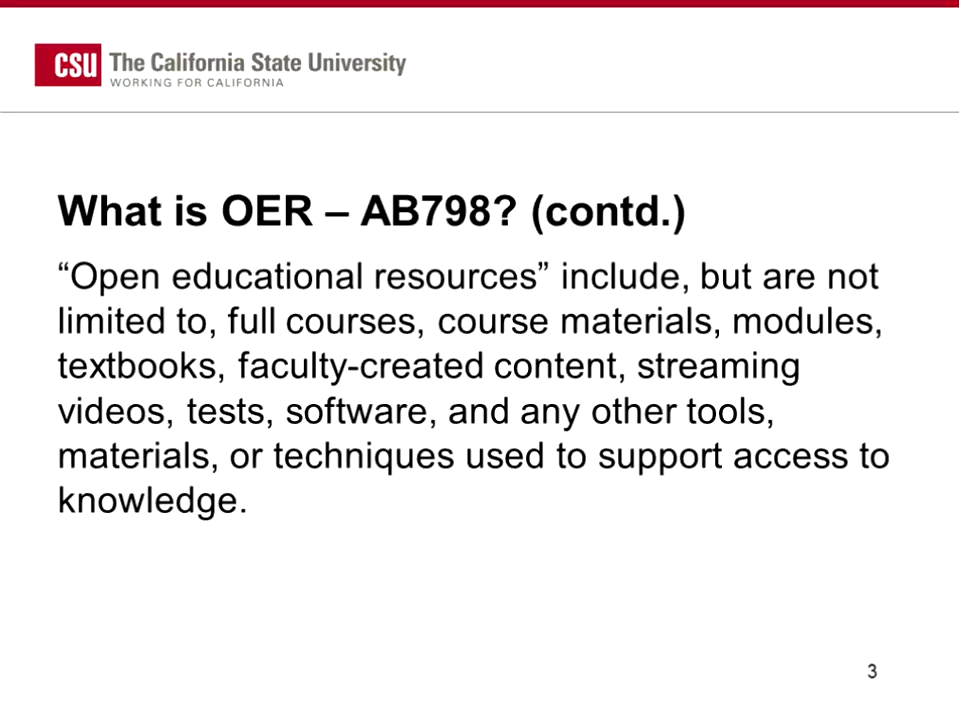 CSU The California State University
WORKING FOR CALIFORNIA
What is OER – AB798? (contd.)
“Open educational resources” include, but are not
limited to, full courses, course materials, modules,
textbooks, faculty-created content, streaming
videos, tests, software, and any other tools,
materials, or techniques used to support access to
knowledge.
3